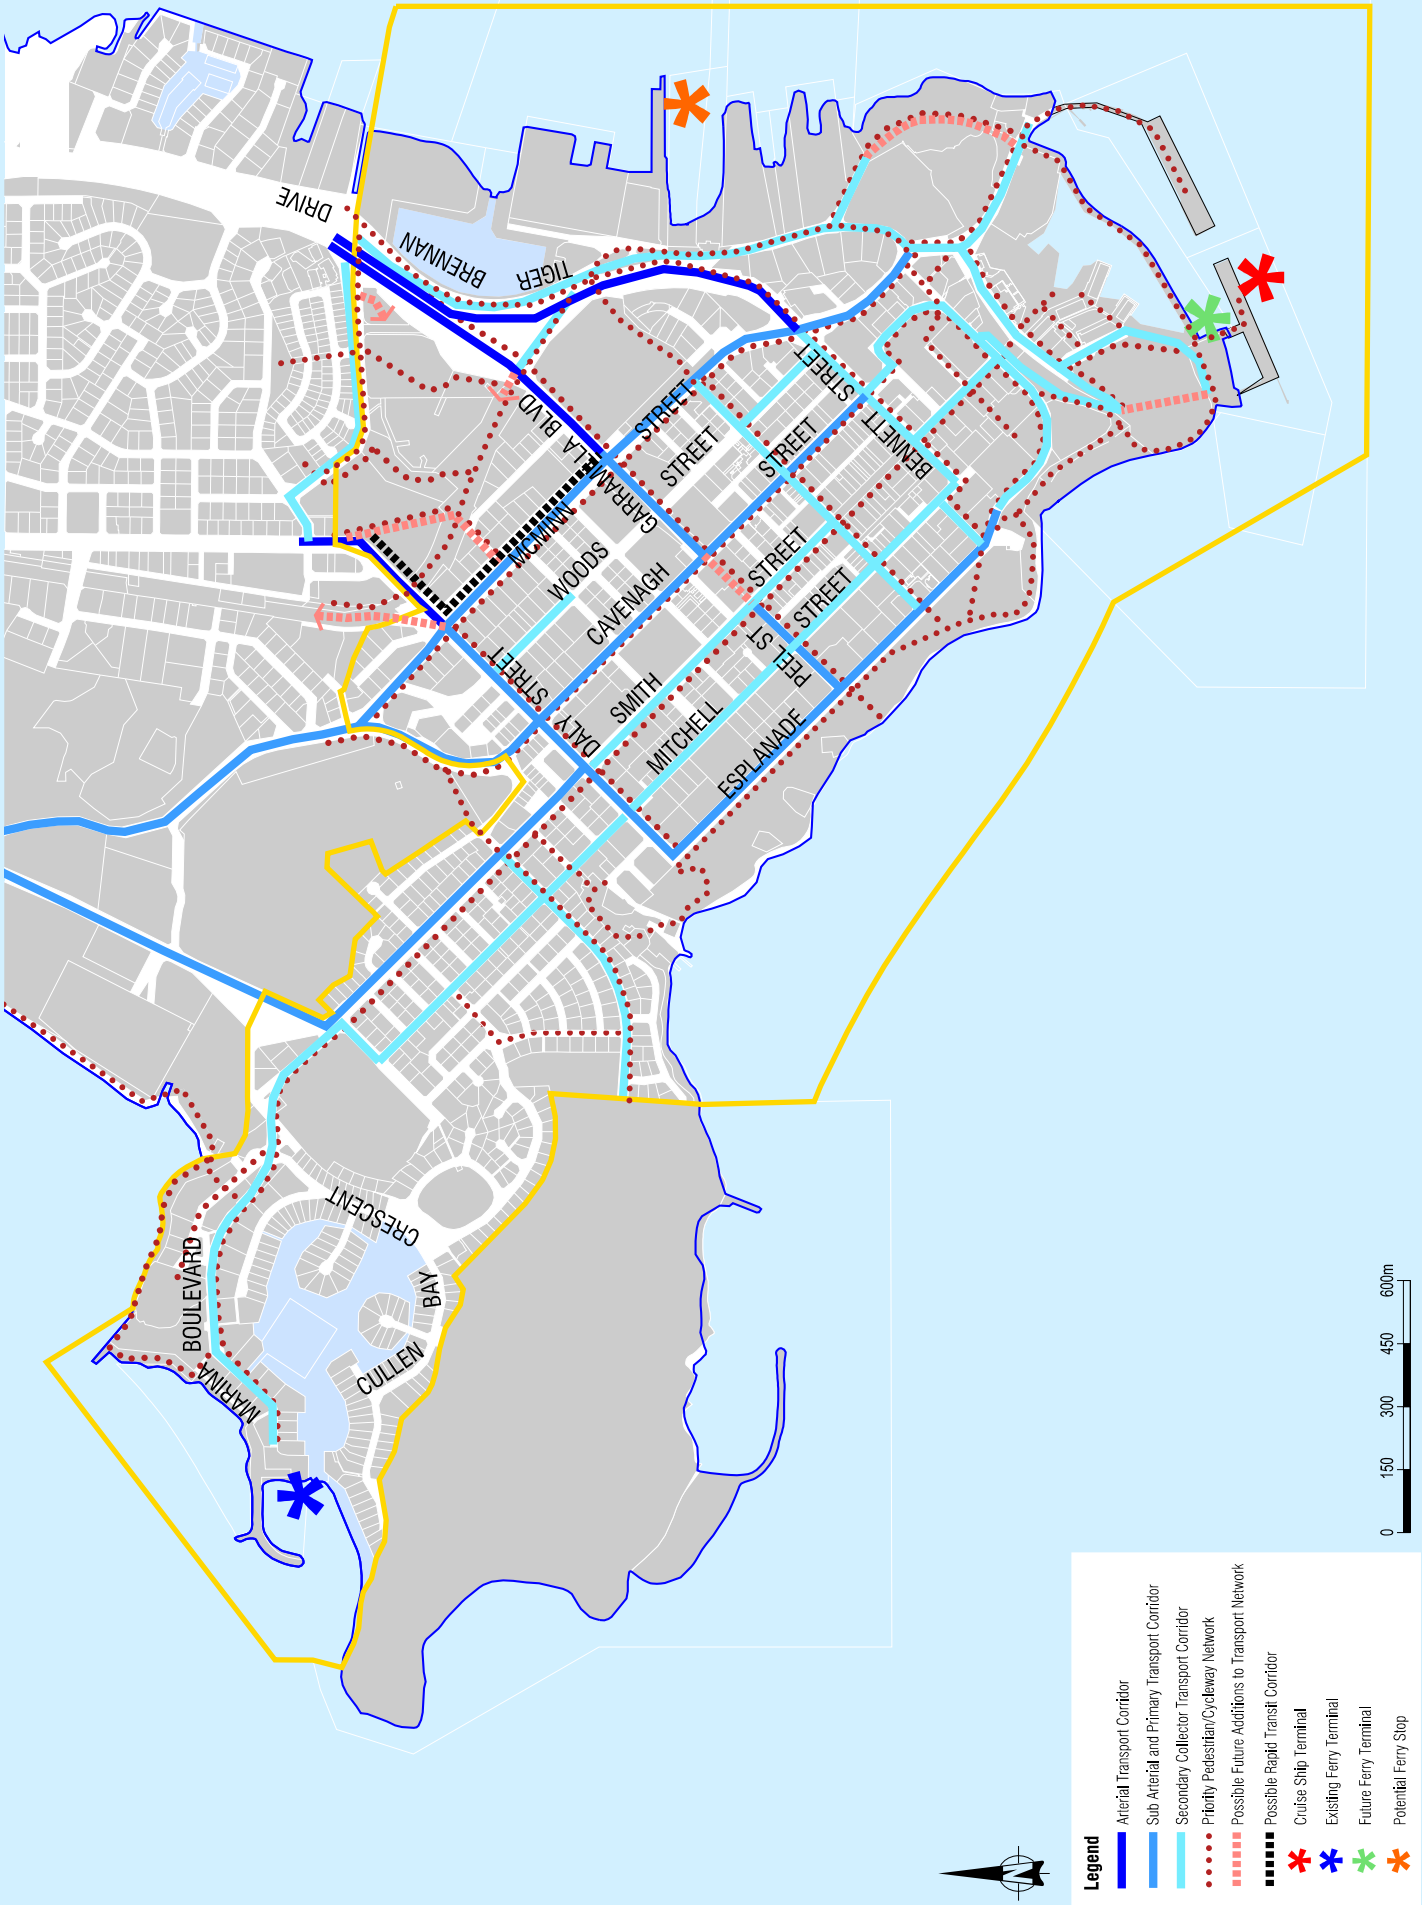 DRIVE
BRENNAN
TIGER
GARRAMILLA BLVD
STREET
STREET
STREET
STREET
BENNETT
MCMINN
WOODS
CAVENAGH
STREET
STREET
PEEL ST
STREET
DALY
SMITH
MITCHELL
ESPLANADE
CRESCENT
BAY
CULLEN
BOULEVARD
MARINA
0 150 300 450 600m
N
Legend
Arterial Transport Corridor
Sub Arterial and Primary Transport Corridor
Secondary Collector Transport Corridor
Priority Pedestrian/Cycleway Network
Possible Future Additions to Transport Network
Possible Rapid Transit Corridor
Cruise Ship Terminal
Existing Ferry Terminal
Future Ferry Terminal
Potential Ferry Stop